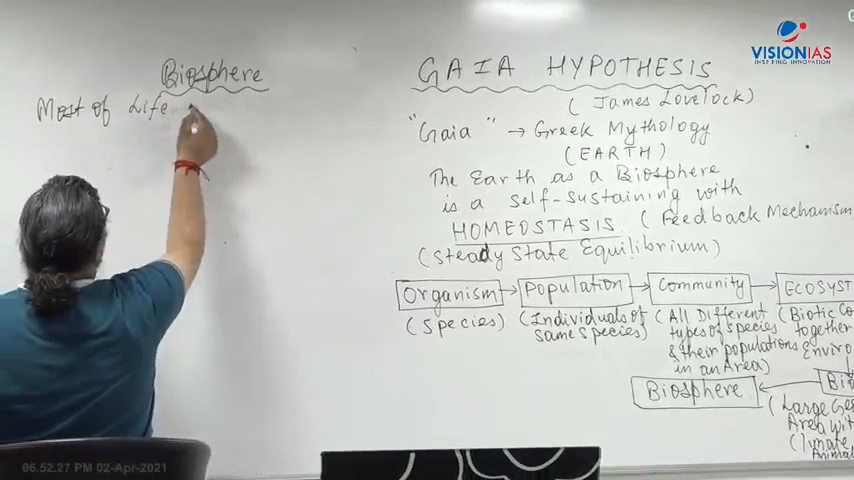 VISIONIAS
INSPIRING INNOVATION
Biosphere
Most of Life
GAIA HYPOTHESIS
(James Lovelock)
"Gaia" → Greek Mythology
(EARTH)
The Earth as a Biosphere
is a self-sustaining with
HOMEOSTASIS (Feedback Mechanism
(Steady State Equilibrium)
Organism → Population → Community → ECOSYST
(Species) (Individuals of same species) (All Different types of species & their populations in an Area) (Biotic Co together Enviro
Biosphere ← Bio
(Large Ge
Area wit
Climate
Animal
06.52.27 PM 02-Apr-2021